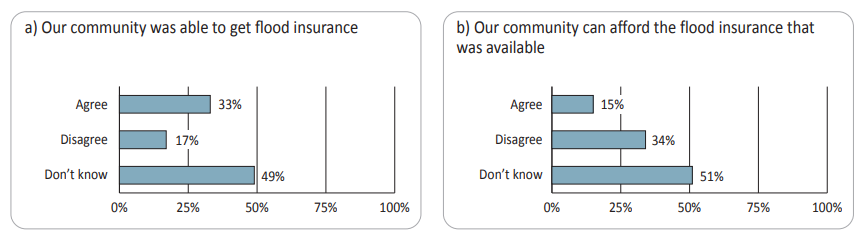 a) Our community was able to get flood insurance
Agree 33%
Disagree 17%
Don't know 49%
0% 25% 50% 75% 100%
b) Our community can afford the flood insurance that
was available
Agree 15%
Disagree 34%
Don't know 51%
0% 25% 50% 75% 100%